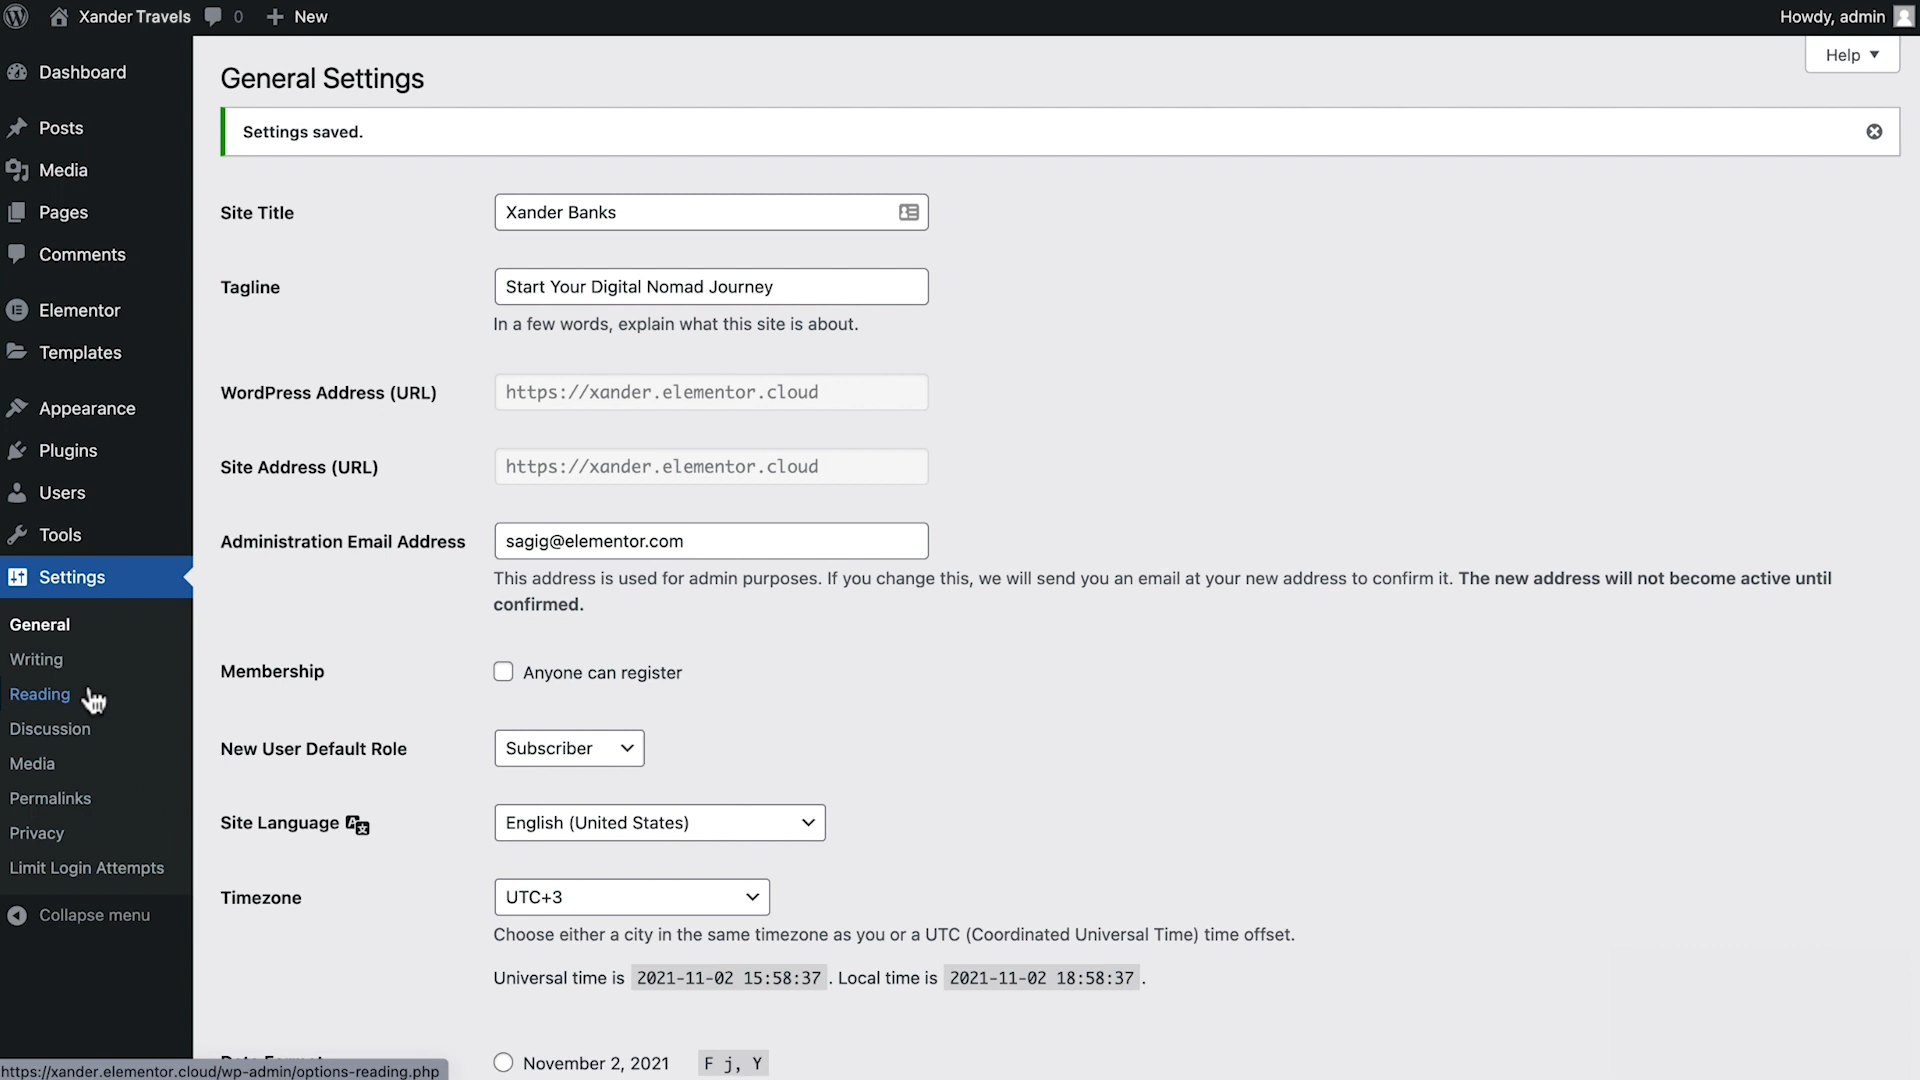 Xander Travels 0 New
Howdy, admin
Help
Dashboard
Posts
Media
Pages
Comments
Elementor
Templates
Appearance
Plugins
Users
Tools
Settings
General
Writing
Reading
Discussion
Media
Permalinks
Privacy
Limit Login Attempts
Collapse menu
General Settings
Settings saved.
Site Title
Xander Banks
Tagline
Start Your Digital Nomad Journey
In a few words, explain what this site is about.
WordPress Address (URL)
https://xander.elementor.cloud
Site Address (URL)
https://xander.elementor.cloud
Administration Email Address
sagig@elementor.com
This address is used for admin purposes. If you change this, we will send you an email at your new address to confirm it. The new address will not become active until
confirmed.
Membership
Anyone can register
New User Default Role
Subscriber
Site Language
English (United States)
Timezone
UTC+3
Choose either a city in the same timezone as you or a UTC (Coordinated Universal Time) time offset.
Universal time is 2021-11-02 15:58:37 . Local time is 2021-11-02 18:58:37 .
November 2, 2021 F j, Y
https://xander.elementor.cloud/wp-admin/options-reading.php